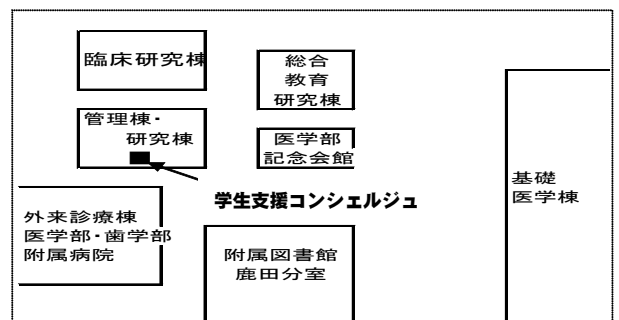 臨床研究棟
総合
教育
研究棟
管理棟・
研究棟
医学部
記念会館
学生支援コンシェルジュ
基礎
医学棟
外来診療棟
医学部・歯学部
附属病院
附属図書館
鹿田分室